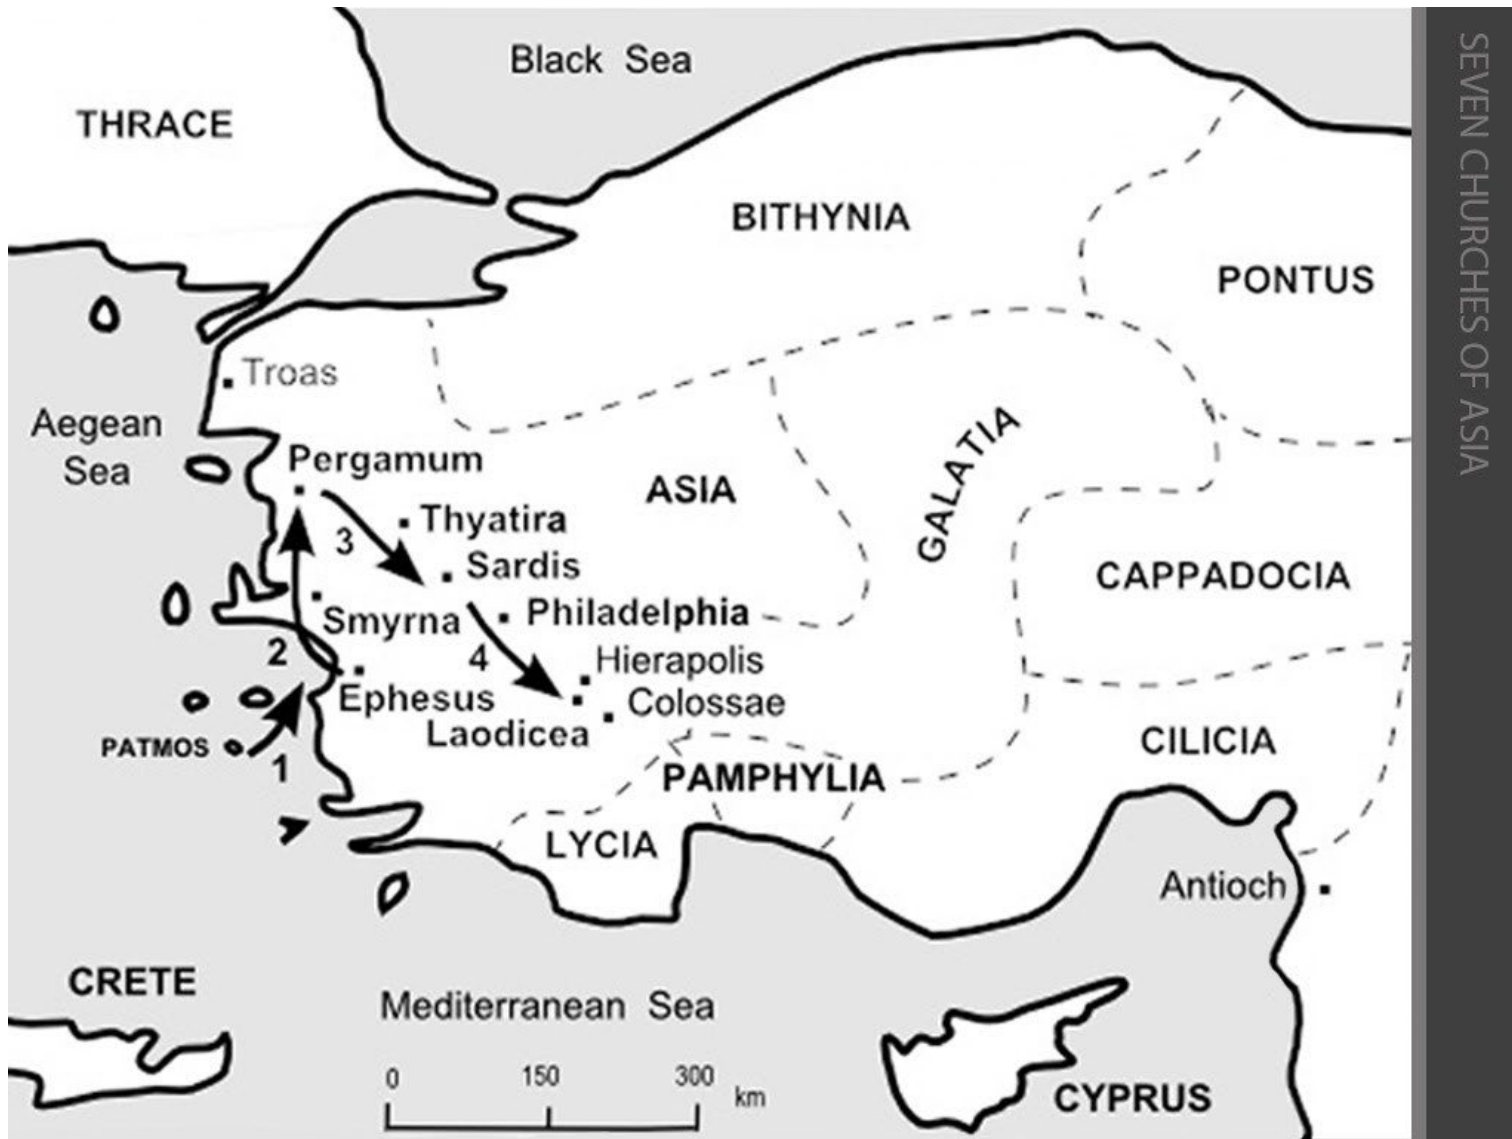 Black Sea
THRACE
BITHYNIA
PONTUS
Troas
Aegean
Sea
Pergamum
ASIA
GALATIA
Thyatira
3
Sardis
CAPPADOCIA
Smyrna
Philadelphia
2
4
Hierapolis
Ephesus
Colossae
Laodicea
PATMOS
1
CILICIA
PAMPHYLIA
LYCIA
Antioch
CRETE
Mediterranean Sea
0 150 300
km
CYPRUS
SEVEN CHURCHES OF ASIA